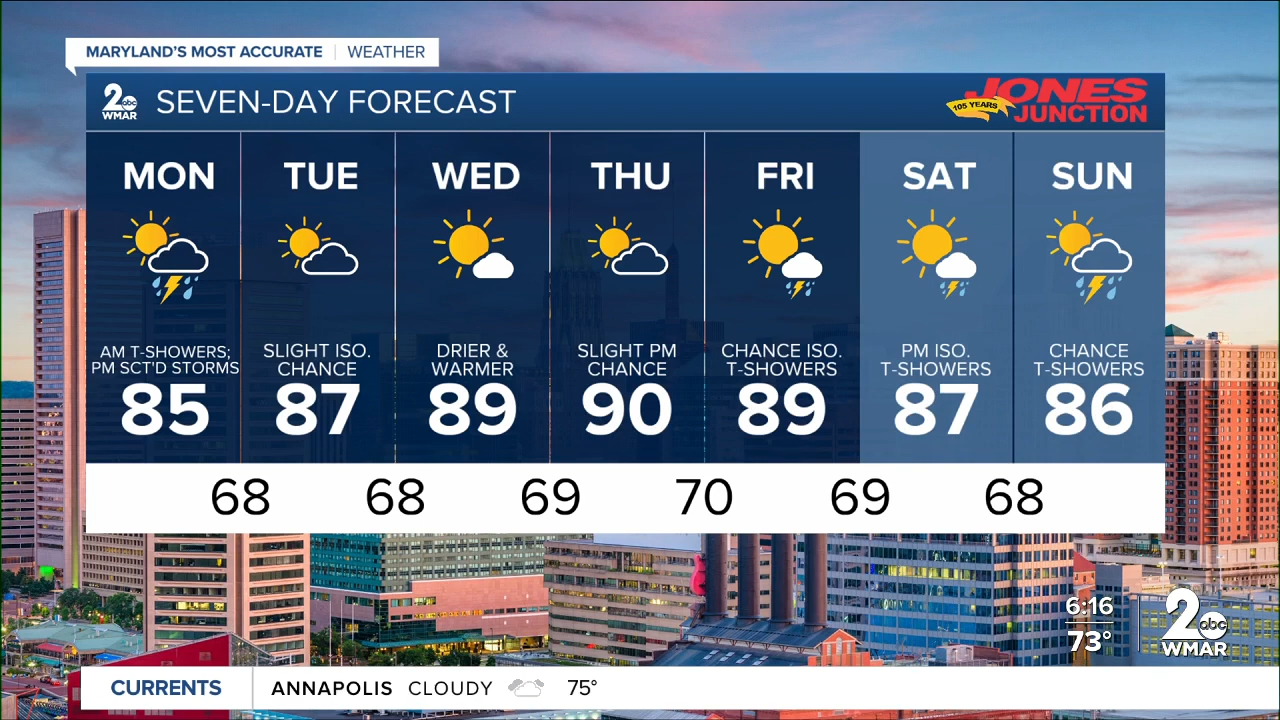 MARYLAND'S MOST ACCURATE | WEATHER
2 abc
WMAR
SEVEN-DAY FORECAST
105 YEARS
JONES
JUNCTION
MON
TUE
WED
THU
FRI
SAT
SUN
AM T-SHOWERS;
PM SCT'D STORMS
SLIGHT ISO.
CHANCE
DRIER &
WARMER
SLIGHT PM
CHANCE
CHANCE ISO.
T-SHOWERS
PM ISO.
T-SHOWERS
CHANCE
T-SHOWERS
85
87
89
90
89
87
86
68
68
69
70
69
68
6:16
73°
2 abc
WMAR
CURRENTS
ANNAPOLIS CLOUDY 75°